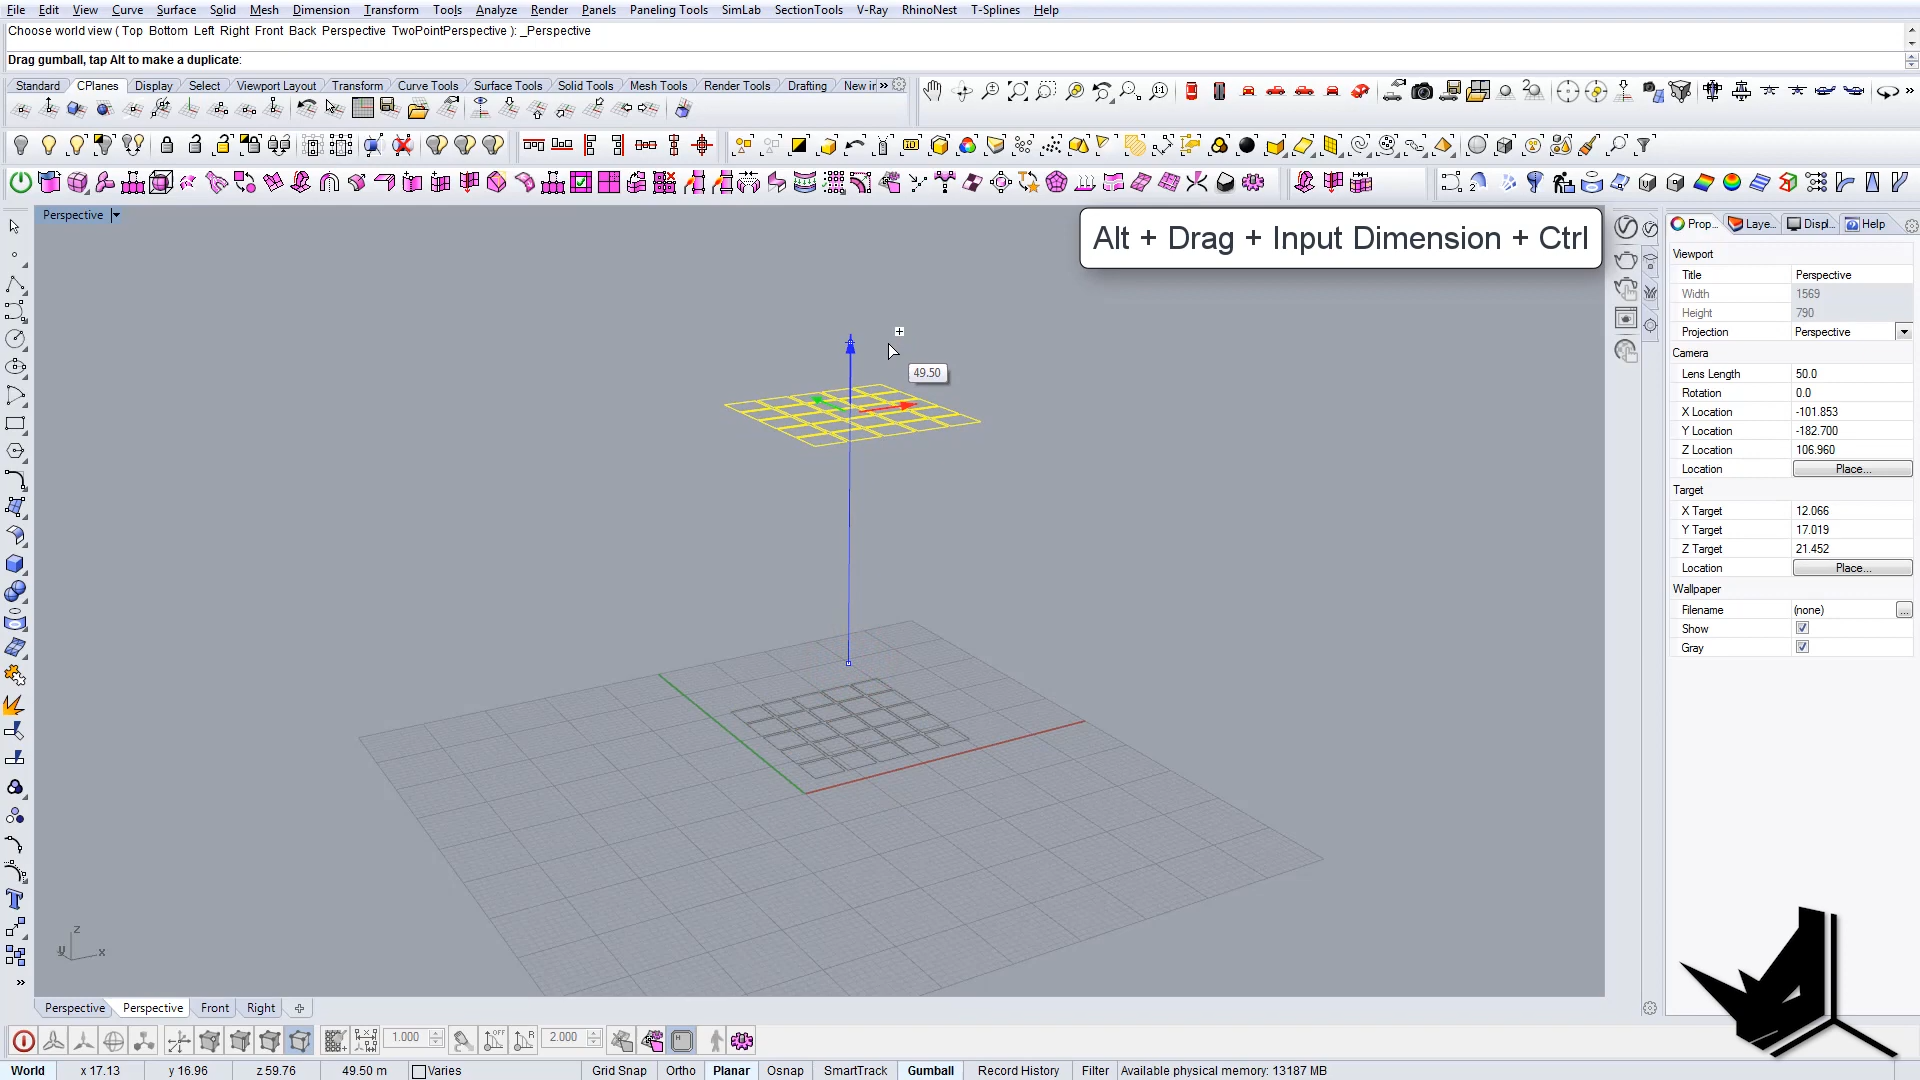 File Edit View Curve Surface Solid Mesh Dimension Transform Tools Analyze Render Panels Paneling Tools SimLab SectionTools V-Ray RhinoNest T-Splines Help
Choose world view ( Top Bottom Left Right Front Back Perspective TwoPointPerspective ): _Perspective
Drag gumball, tap Alt to make a duplicate:
Standard CPlanes Display Select Viewport Layout Transform Curve Tools Surface Tools Solid Tools Mesh Tools Render Tools Drafting New in »
Perspective
Alt + Drag + Input Dimension + Ctrl
49.50
Prop... Laye... Displ... Help
Viewport
Title Perspective
Width 1569
Height 790
Projection Perspective
Camera
Lens Length 50.0
Rotation 0.0
X Location -101.853
Y Location -182.700
Z Location 106.960
Location Place...
Target
X Target 12.066
Y Target 17.019
Z Target 21.452
Location Place...
Wallpaper
Filename (none) ...
Show
Gray
z
y x
Perspective Perspective Front Right
1.000 2.000
World x 17.13 y 16.96 z 59.76 49.50 m Varies Grid Snap Ortho Planar Osnap SmartTrack Gumball Record History Filter Available physical memory: 13187 MB